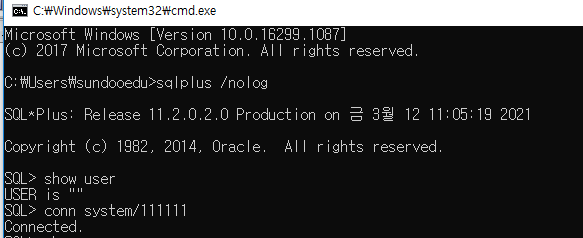 C:₩Windows₩system32₩cmd.exe
Microsoft Windows [Version 10.0.16299.1087]
(c) 2017 Microsoft Corporation. All rights reserved.
C:₩Users₩sundooedu>sqlplus /nolog
SQL*Plus: Release 11.2.0.2.0 Production on 금 3월 12 11:05:19 2021
Copyright (c) 1982, 2014, Oracle.  All rights reserved.
SQL> show user
USER is ""
SQL> conn system/111111
Connected.